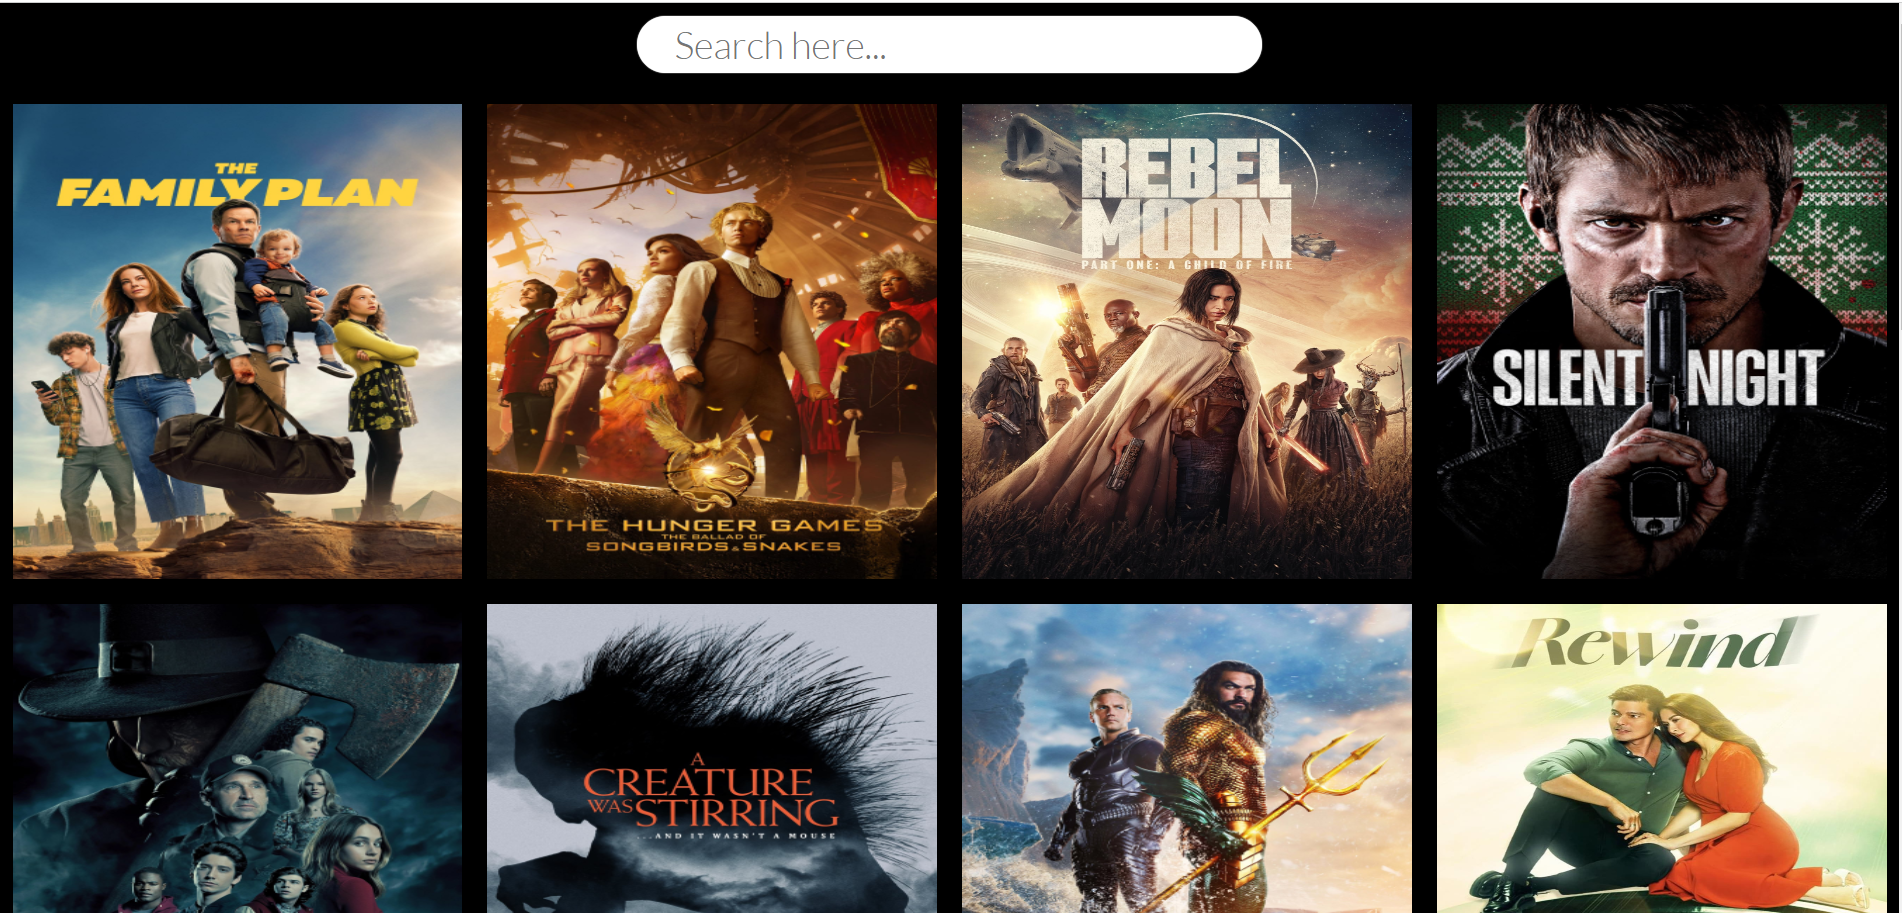 Search here...
THE
FAMILY PLAN
THE HUNGER GAMES
THE BALLAD OF
SONGBIRDS & SNAKES
REBEL
MOON
PART ONE: A CHILD OF FIRE
SILENT NIGHT
A
CREATURE
WAS STIRRING
...AND IT WASN'T A MOUSE
Rewind